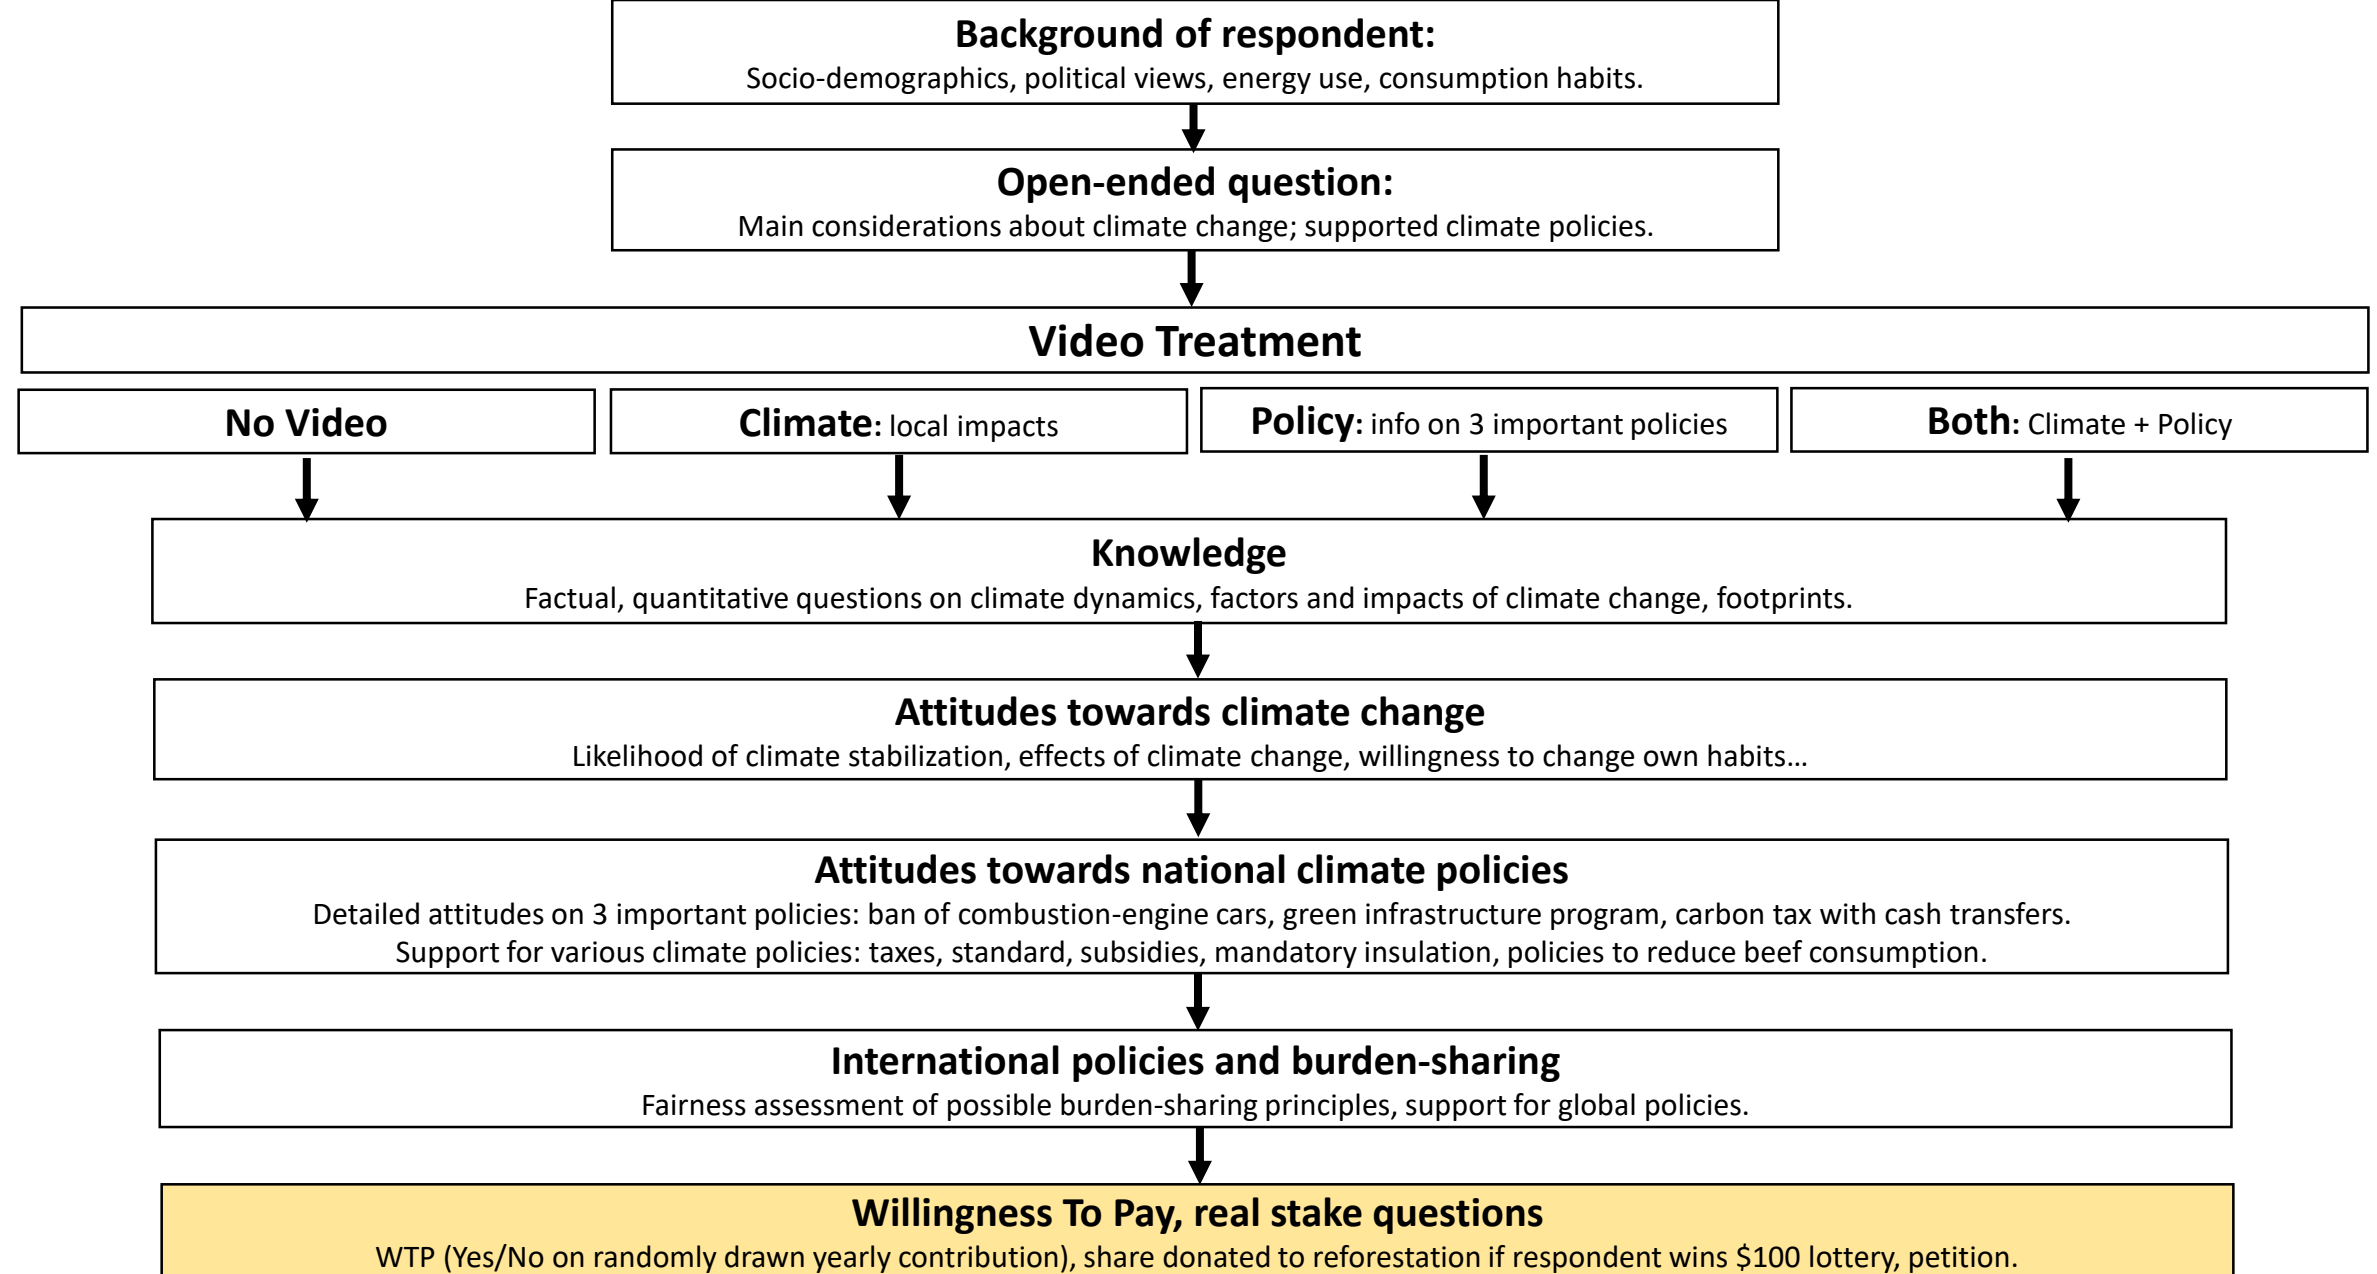 Background of respondent:
Socio-demographics, political views, energy use, consumption habits.
Open-ended question:
Main considerations about climate change; supported climate policies.
Video Treatment
No Video
Climate: local impacts
Policy: info on 3 important policies
Both: Climate + Policy
Knowledge
Factual, quantitative questions on climate dynamics, factors and impacts of climate change, footprints.
Attitudes towards climate change
Likelihood of climate stabilization, effects of climate change, willingness to change own habits...
Attitudes towards national climate policies
Detailed attitudes on 3 important policies: ban of combustion-engine cars, green infrastructure program, carbon tax with cash transfers.
Support for various climate policies: taxes, standard, subsidies, mandatory insulation, policies to reduce beef consumption.
International policies and burden-sharing
Fairness assessment of possible burden-sharing principles, support for global policies.
Willingness To Pay, real stake questions
WTP (Yes/No on randomly drawn yearly contribution), share donated to reforestation if respondent wins $100 lottery, petition.